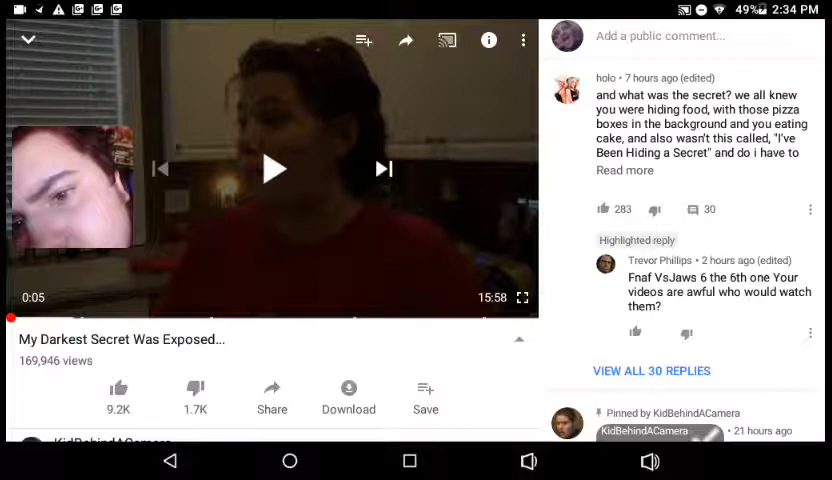 49% 2:34 PM
0:05
15:58
My Darkest Secret Was Exposed...
169,946 views
9.2K
1.7K
Share
Download
Save
KidBehindACamera
Add a public comment...
holo • 7 hours ago (edited)
and what was the secret? we all knew
you were hiding food, with those pizza
boxes in the background and you eating
cake, and also wasn't this called, "I've
Been Hiding a Secret" and do i have to
Read more
283
30
Highlighted reply
Trevor Phillips • 2 hours ago (edited)
Fnaf VsJaws 6 the 6th one Your
videos are awful who would watch
them?
VIEW ALL 30 REPLIES
Pinned by KidBehindACamera
KidBehindACamera • 21 hours ago